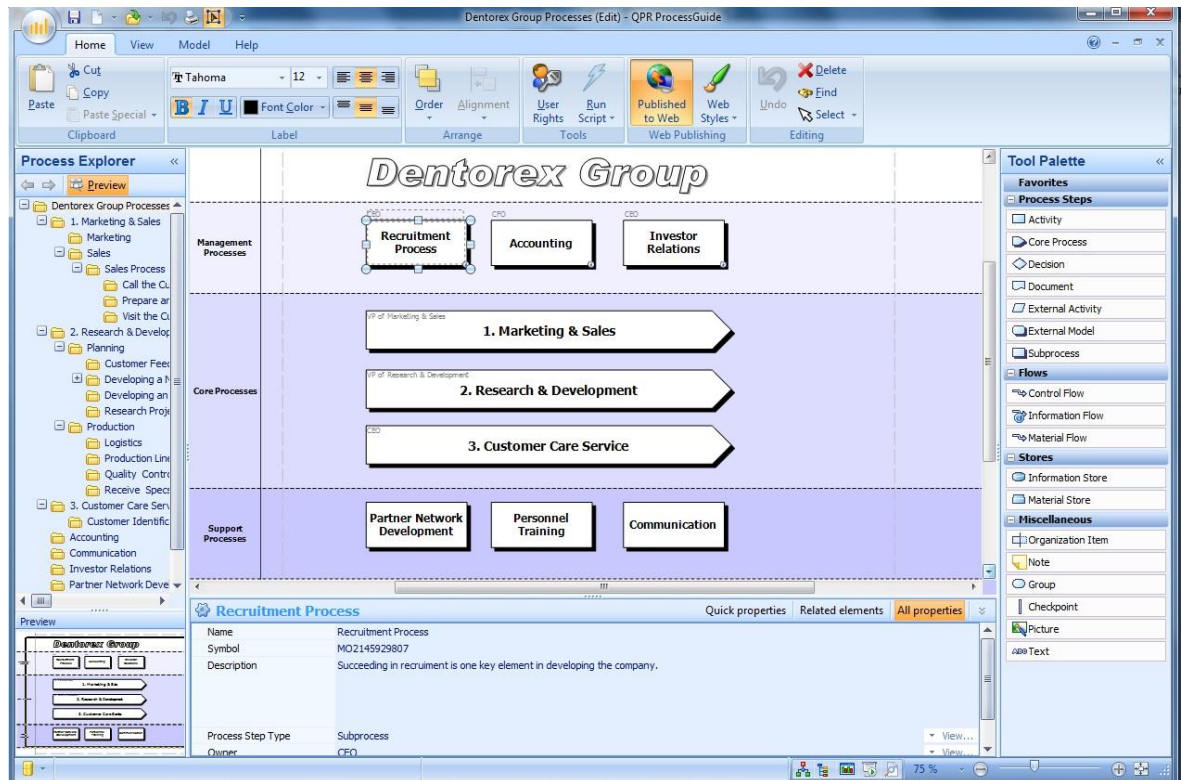 Dentorex Group Processes (Edit) - QPR ProcessGuide
Home View Model Help
Paste
Cut
Copy
Paste Special
Clipboard
Tahoma 12
B I U Font Color
Label
Order Alignment
Arrange
User Rights Run Script
Tools
Published to Web Web Styles
Web Publishing
Undo
Delete
Find
Select
Editing
Process Explorer
Preview
Dentorex Group Processes
1. Marketing & Sales
Marketing
Sales
Sales Process
Call the Cu
Prepare ar
Visit the Cu
2. Research & Develop
Planning
Customer Feed
Developing a N
Developing an
Research Proje
Production
Logistics
Production Line
Quality Contro
Receive Specs
3. Customer Care Serv
Customer Identific
Accounting
Communication
Investor Relations
Partner Network Deve
Preview
Dentorex Group
Dentorex Group
Management
Processes
CEO
Recruitment
Process
CFO
Accounting
CEO
Investor
Relations
Core Processes
VP of Marketing & Sales
1. Marketing & Sales
VP of Research & Development
2. Research & Development
CEO
3. Customer Care Service
Support
Processes
Partner Network
Development
Personnel
Training
Communication
Recruitment Process
Quick properties Related elements All properties
Name Recruitment Process
Symbol MO2145929807
Description Succeeding in recruiment is one key element in developing the company.
Process Step Type Subprocess View...
Owner CEO View...
Tool Palette
Favorites
Process Steps
Activity
Core Process
Decision
Document
External Activity
External Model
Subprocess
Flows
Control Flow
Information Flow
Material Flow
Stores
Information Store
Material Store
Miscellaneous
Organization Item
Note
Group
Checkpoint
Picture
Text
75 %